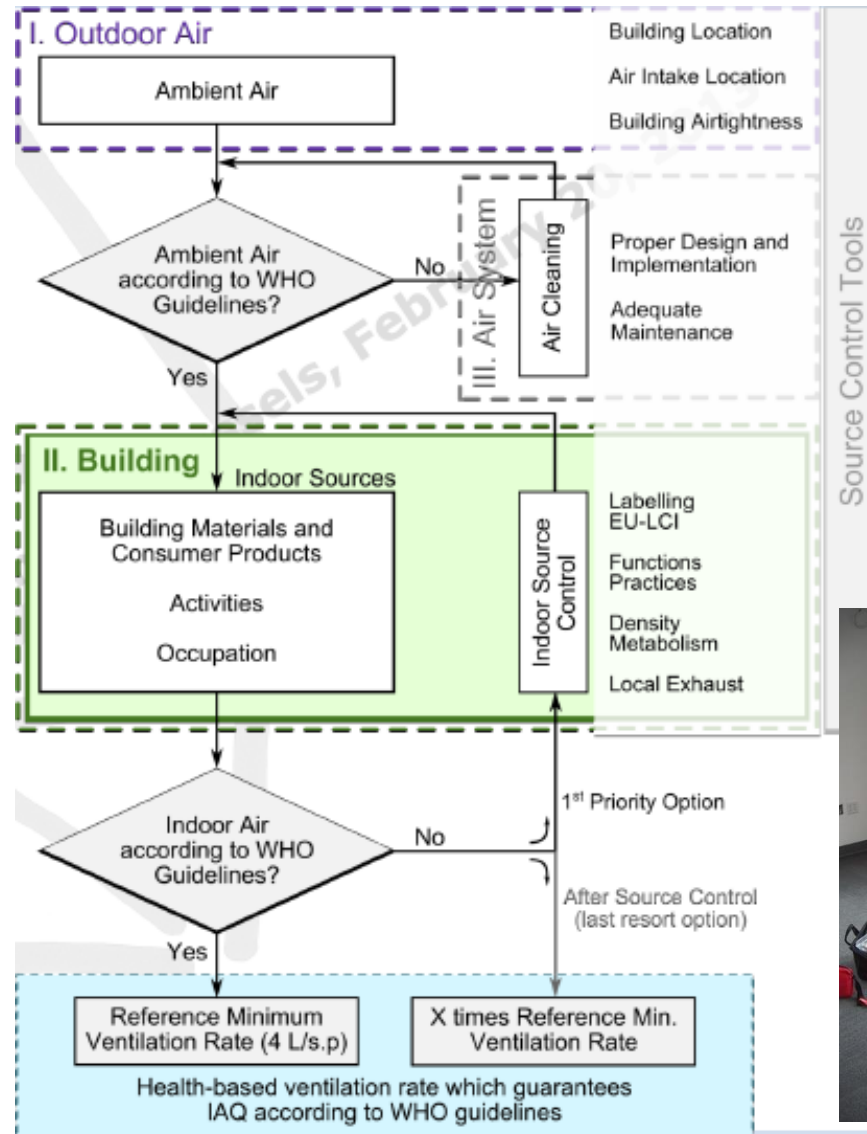 I. Outdoor Air
Ambient Air
Building Location
Air Intake Location
Building Airtightness
Ambient Air
according to WHO
Guidelines?
No
III. Air System
Air Cleaning
Proper Design and
Implementation
Adequate
Maintenance
Source Control Tools
sels, February 20, 2013
Yes
II. Building
Indoor Sources
Building Materials and
Consumer Products
Activities
Occupation
Indoor Source
Control
Labelling
EU-LCI
Functions
Practices
Density
Metabolism
Local Exhaust
Indoor Air
according to WHO
Guidelines?
No
1st Priority Option
After Source Control
(last resort option)
Yes
Reference Minimum
Ventilation Rate (4 L/s.p)
X times Reference Min.
Ventilation Rate
Health-based ventilation rate which guarantees
IAQ according to WHO guidelines